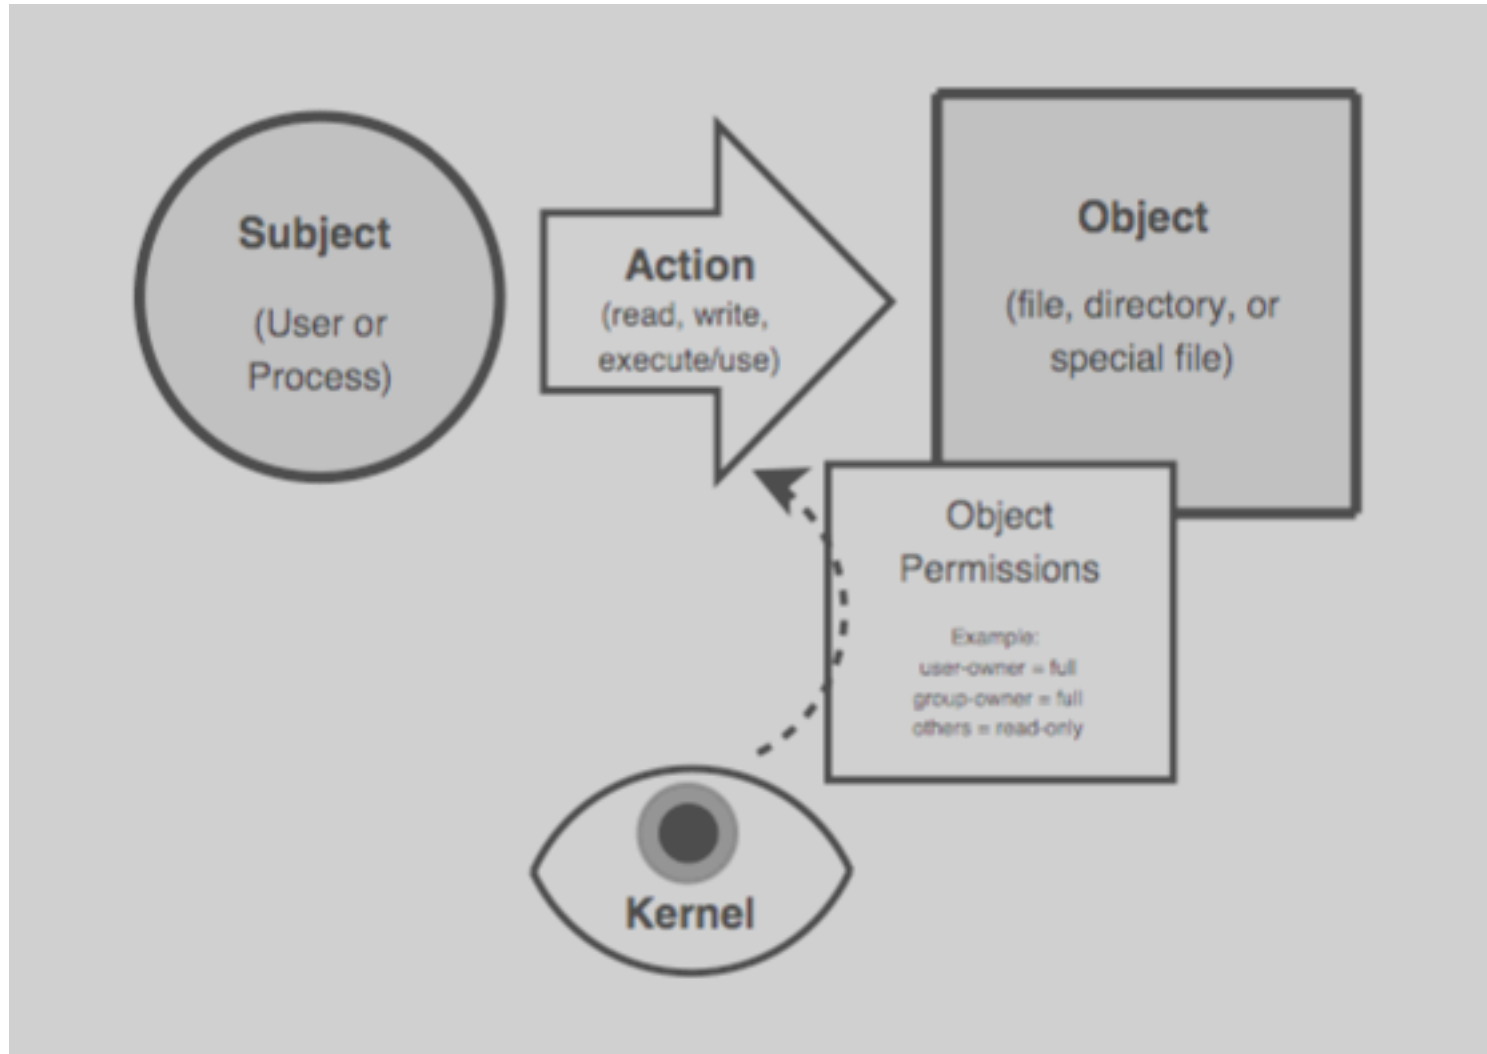 Subject
(User or
Process)
Action
(read, write,
execute/use)
Object
(file, directory, or
special file)
Object
Permissions
Example:
user-owner = full
group-owner = full
others = read-only
Kernel